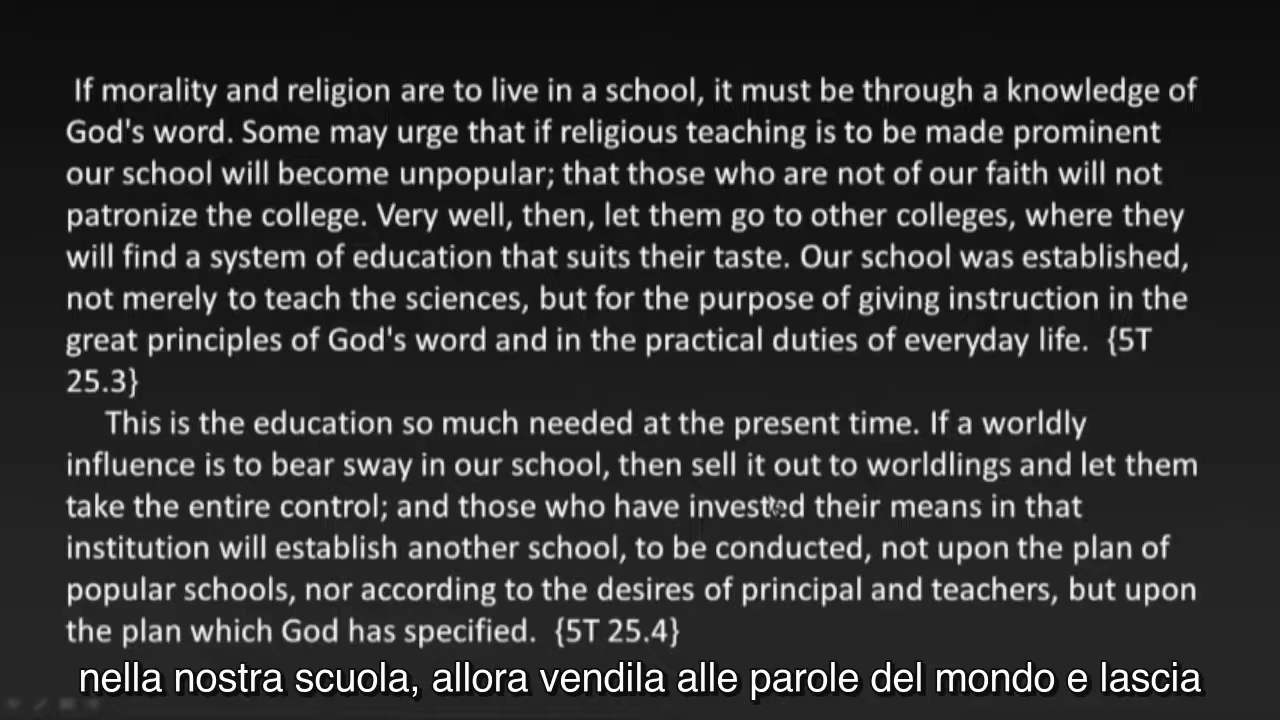 If morality and religion are to live in a school, it must be through a knowledge of
God's word. Some may urge that if religious teaching is to be made prominent
our school will become unpopular; that those who are not of our faith will not
patronize the college. Very well, then, let them go to other colleges, where they
will find a system of education that suits their taste. Our school was established,
not merely to teach the sciences, but for the purpose of giving instruction in the
great principles of God's word and in the practical duties of everyday life. {5T
25.3}
This is the education so much needed at the present time. If a worldly
influence is to bear sway in our school, then sell it out to worldlings and let them
take the entire control; and those who have invested their means in that
institution will establish another school, to be conducted, not upon the plan of
popular schools, nor according to the desires of principal and teachers, but upon
the plan which God has specified. {5T 25.4}
nella nostra scuola, allora vendila alle parole del mondo e lascia